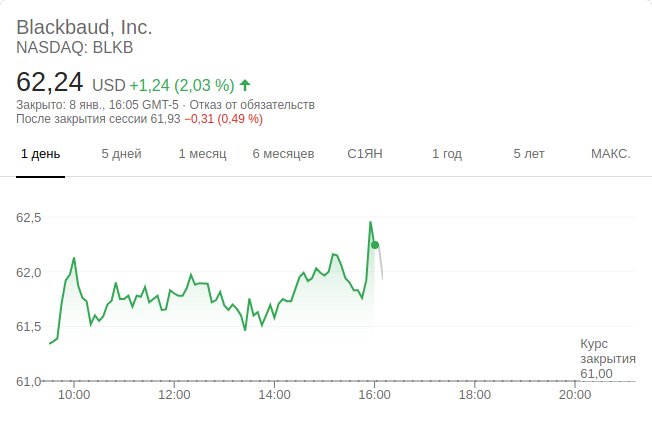 Blackbaud, Inc.
NASDAQ: BLKB
62,24 USD +1,24 (2,03 %)
Закрыто: 8 янв., 16:05 GMT-5 · Отказ от обязательств
После закрытия сессии 61,93 −0,31 (0,49 %)
1 день 5 дней 1 месяц 6 месяцев С1ЯН 1 год 5 лет МАКС.
62,5
62,0
61,5
Курс
закрытия
61,00
61,0
10:00 12:00 14:00 16:00 18:00 20:00